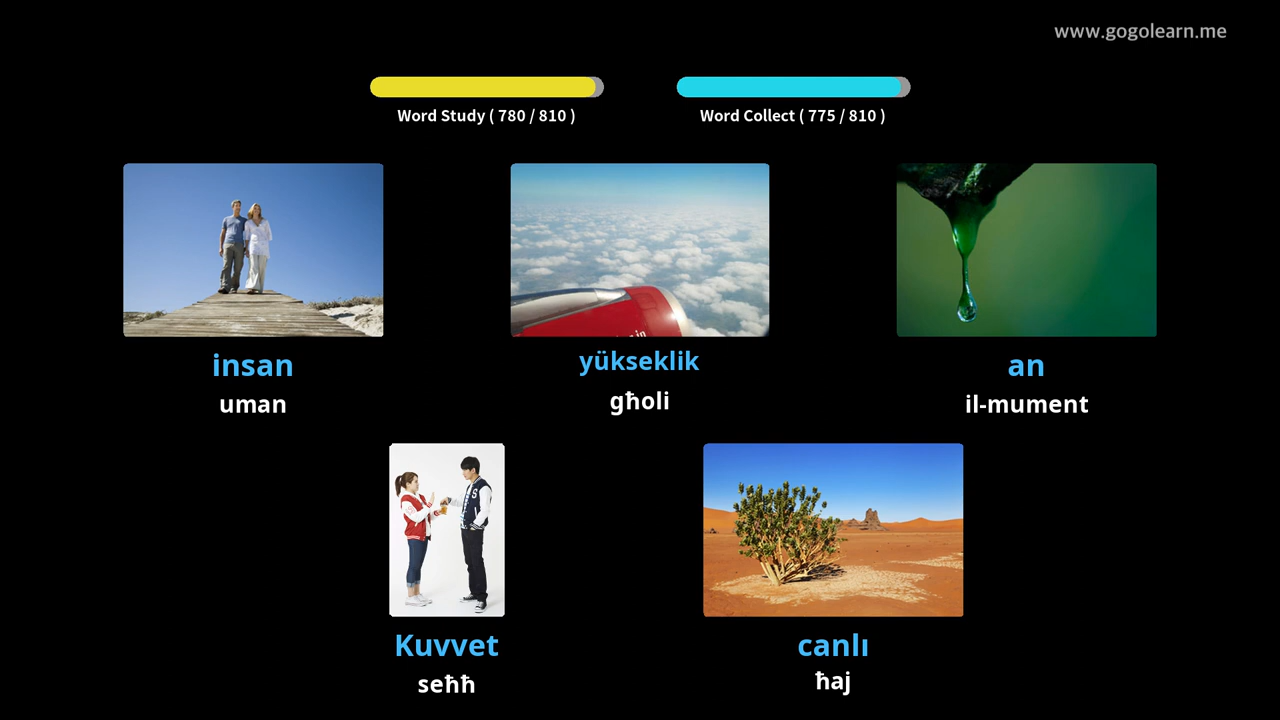 www.gogolearn.me
Word Study ( 780 / 810 )
Word Collect ( 775 / 810 )
insan
uman
yükseklik
għoli
an
il-mument
Kuvvet
seħħ
canlı
ħaj